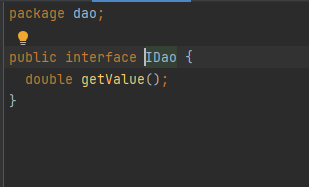 package dao;
public interface IDao {
double getValue();
}